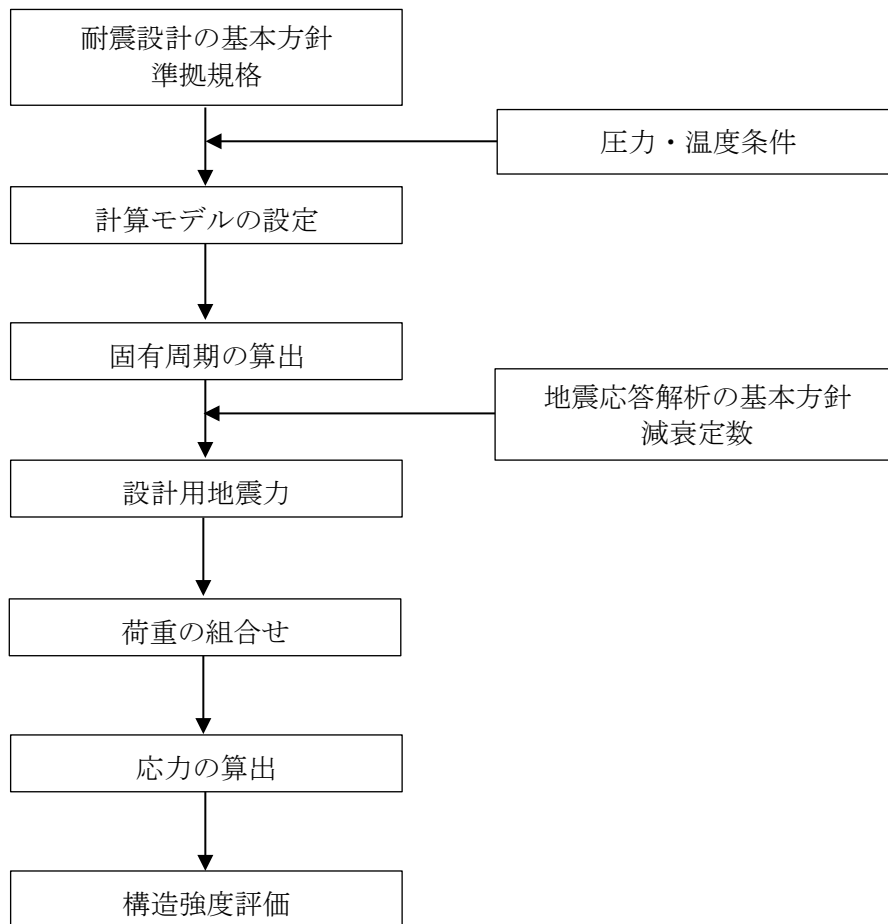 耐震設計の基本方針
準拠規格
圧力・温度条件
計算モデルの設定
固有周期の算出
地震応答解析の基本方針
減衰定数
設計用地震力
荷重の組合せ
応力の算出
構造強度評価